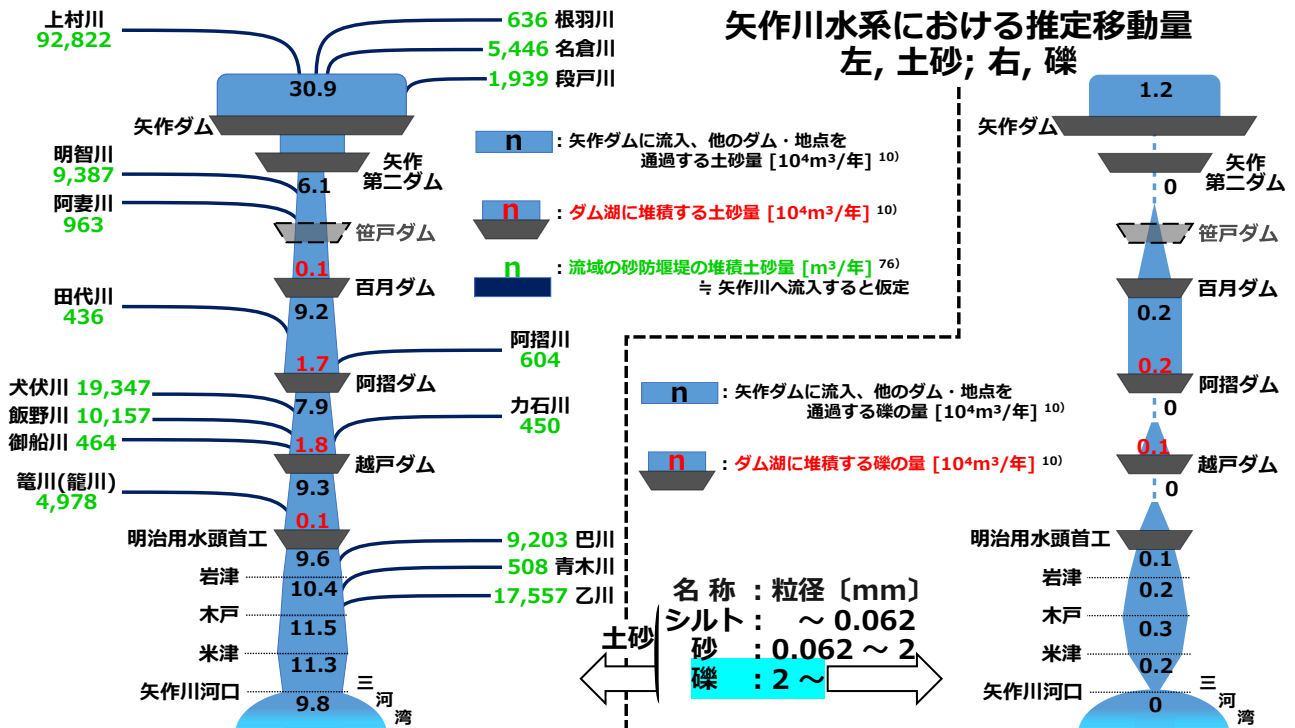 矢作川水系における推定移動量
左, 土砂; 右, 礫
上村川
92,822
636 根羽川
5,446 名倉川
1,939 段戸川
30.9
矢作ダム
矢作
第二ダム
明智川
9,387
6.1
阿妻川
963
笹戸ダム
0.1
百月ダム
田代川
436
9.2
阿摺川
604
1.7
阿摺ダム
犬伏川 19,347
7.9
飯野川 10,157
力石川
450
御船川 464
1.8
越戸ダム
篭川(籠川)
4,978
9.3
0.1
明治用水頭首工
9.6
9,203 巴川
岩津
508 青木川
10.4
17,557 乙川
木戸
11.5
米津
11.3
矢作川河口
9.8
三河湾
n : 矢作ダムに流入、他のダム・地点を
通過する土砂量 [10⁴m³/年] ¹⁰⁾
n : ダム湖に堆積する土砂量 [10⁴m³/年] ¹⁰⁾
n : 流域の砂防堰堤の堆積土砂量 [m³/年] ⁷⁶⁾
≒ 矢作川へ流入すると仮定
n : 矢作ダムに流入、他のダム・地点を
通過する礫の量 [10⁴m³/年] ¹⁰⁾
n : ダム湖に堆積する礫の量 [10⁴m³/年] ¹⁰⁾
名 称 : 粒径〔mm〕
シルト : ～ 0.062
土砂
砂 : 0.062 ～ 2
礫 : 2 ～
1.2
矢作ダム
矢作
第二ダム
0
笹戸ダム
百月ダム
0.2
0.2
阿摺ダム
0
0.1
越戸ダム
0
明治用水頭首工
0.1
岩津
0.2
木戸
0.3
米津
0.2
矢作川河口
0
三河湾